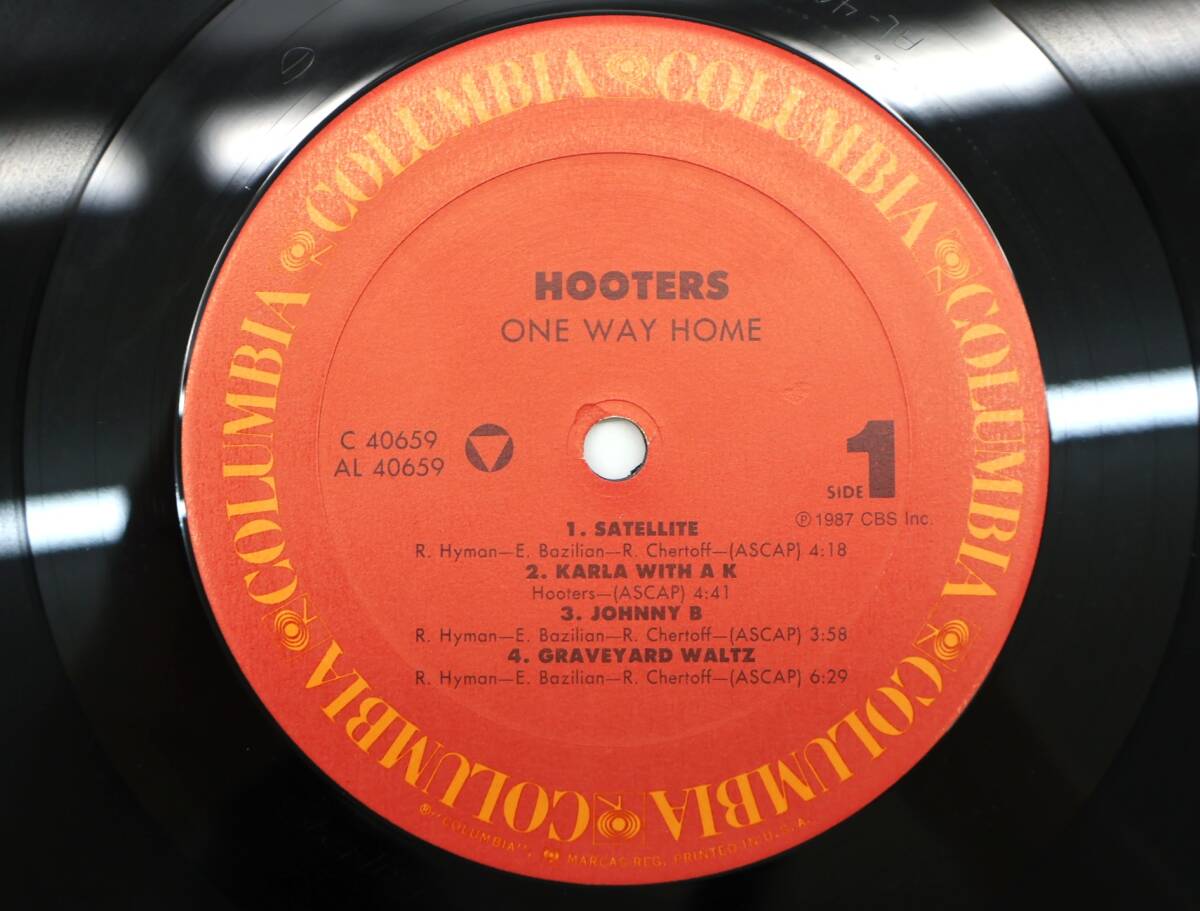 COLUMBIA COLUMBIA COLUMBIA COLUMBIA COLUMBIA COLUMBIA COLUMBIA COLUMBIA
HOOTERS
ONE WAY HOME
C 40659
AL 40659
SIDE 1
Ⓟ 1987 CBS Inc.
1. SATELLITE
R. Hyman—E. Bazilian—R. Chertoff—(ASCAP) 4:18
2. KARLA WITH A K
Hooters—(ASCAP) 4:41
3. JOHNNY B
R. Hyman—E. Bazilian—R. Chertoff—(ASCAP) 3:58
4. GRAVEYARD WALTZ
R. Hyman—E. Bazilian—R. Chertoff—(ASCAP) 6:29
® "COLUMBIA", MARCAS REG. PRINTED IN U.S.A.